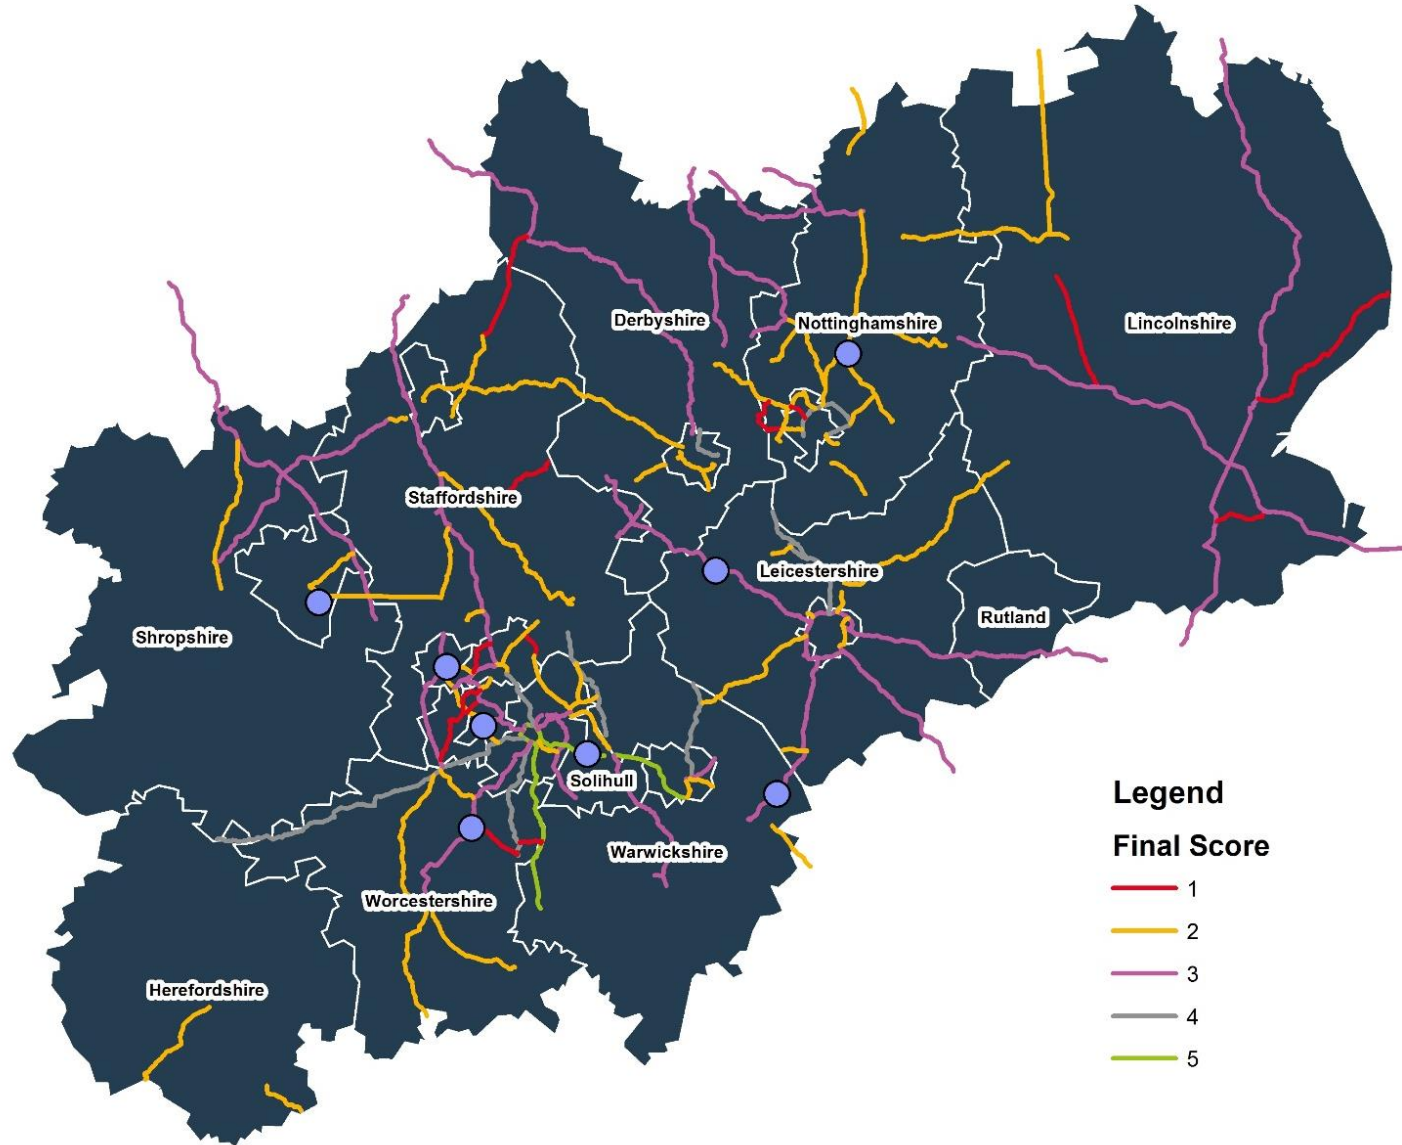 Derbyshire
Nottinghamshire
Lincolnshire
Staffordshire
Leicestershire
Rutland
Shropshire
Solihull
Warwickshire
Worcestershire
Herefordshire
Legend
Final Score
1
2
3
4
5